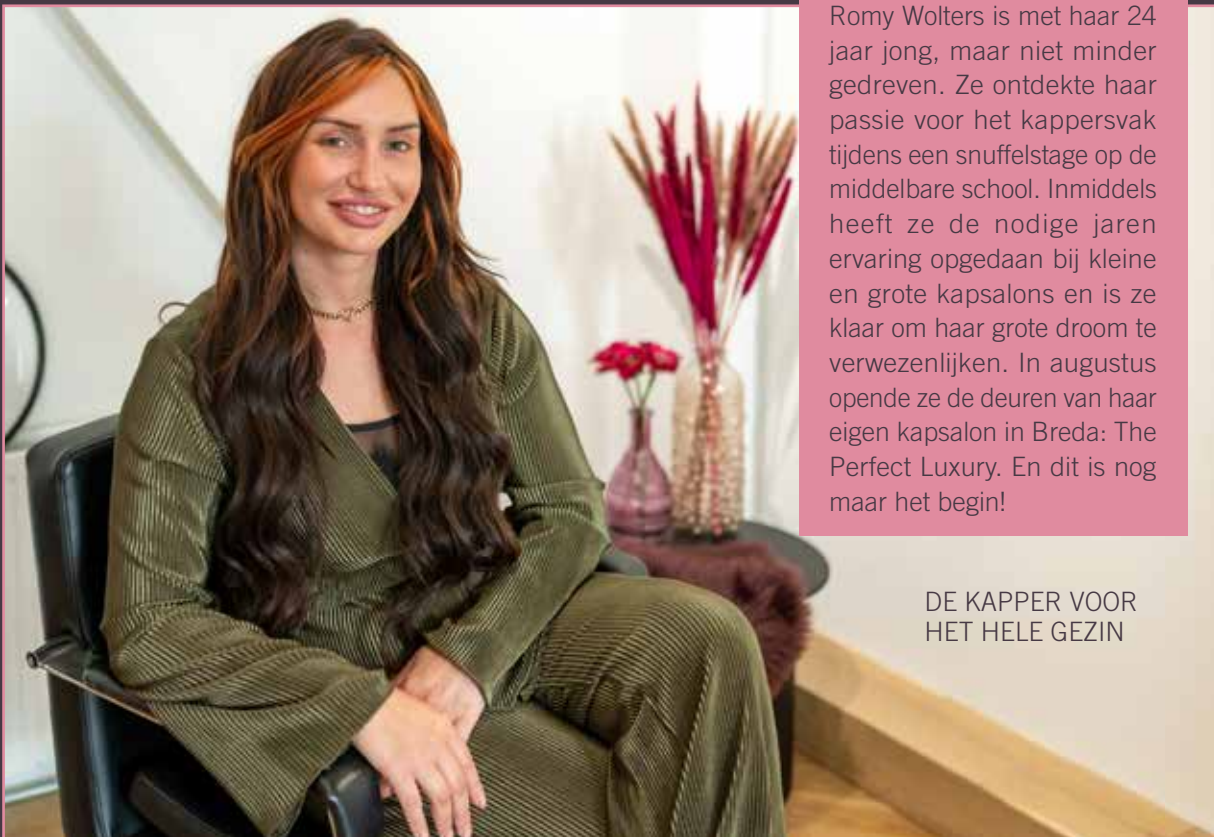 Romy Wolters is met haar 24
jaar jong, maar niet minder
gedreven. Ze ontdekte haar
passie voor het kappersvak
tijdens een snuffelstage op de
middelbare school. Inmiddels
heeft ze de nodige jaren
ervaring opgedaan bij kleine
en grote kapsalons en is ze
klaar om haar grote droom te
verwezenlijken. In augustus
opende ze de deuren van haar
eigen kapsalon in Breda: The
Perfect Luxury. En dit is nog
maar het begin!
DE KAPPER VOOR
HET HELE GEZIN